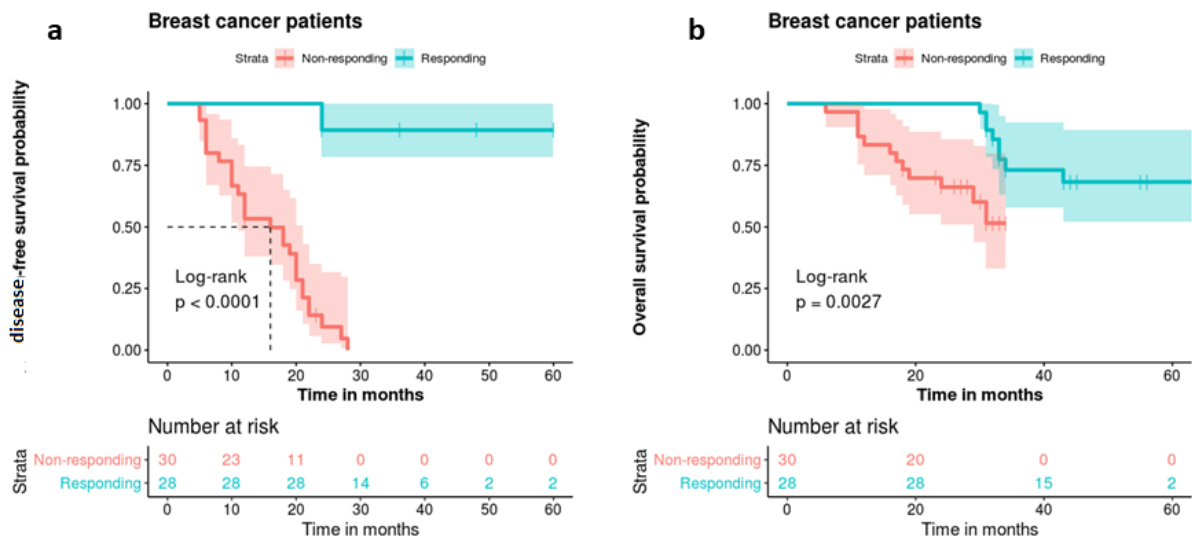 a
Breast cancer patients
Strata Non-responding Responding
disease-free survival probability
1.00
0.75
0.50
0.25
0.00
Log-rank
p < 0.0001
0 10 20 30 40 50 60
Time in months
Number at risk
Strata
Non-responding 30 23 11 0 0 0 0
Responding 28 28 28 14 6 2 2
0 10 20 30 40 50 60
Time in months
b
Breast cancer patients
Strata Non-responding Responding
Overall survival probability
1.00
0.75
0.50
0.25
0.00
Log-rank
p = 0.0027
0 20 40 60
Time in months
Number at risk
Strata
Non-responding 30 20 0 0
Responding 28 28 15 2
0 20 40 60
Time in months